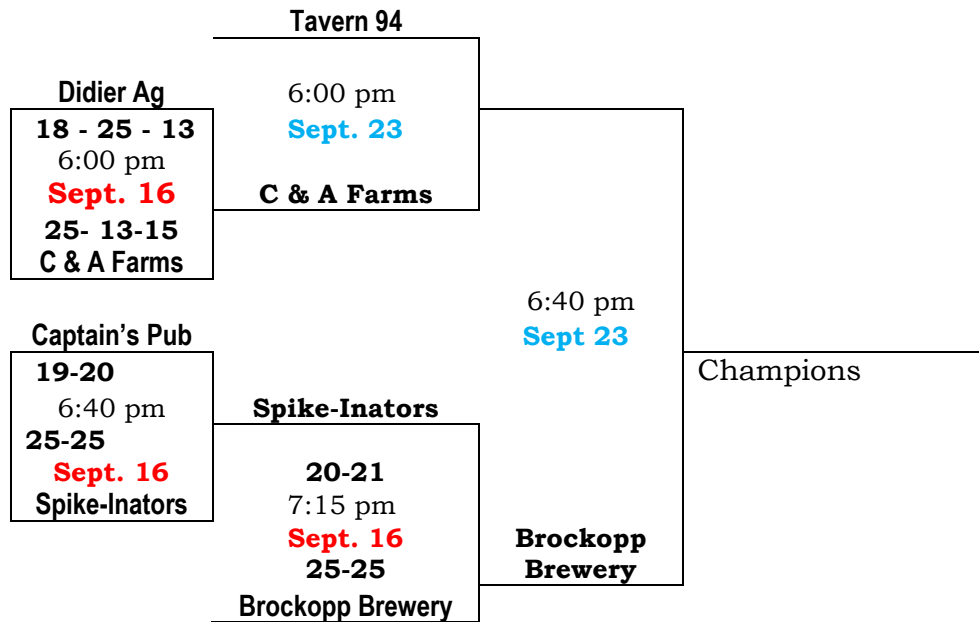 Tavern 94
6:00 pm
Sept. 23
C & A Farms
Didier Ag
18 - 25 - 13
6:00 pm
Sept. 16
25- 13-15
C & A Farms
6:40 pm
Sept 23
Champions
Captain’s Pub
19-20
6:40 pm
25-25
Sept. 16
Spike-Inators
Spike-Inators
20-21
7:15 pm
Sept. 16
25-25
Brockopp Brewery
Brockopp
Brewery